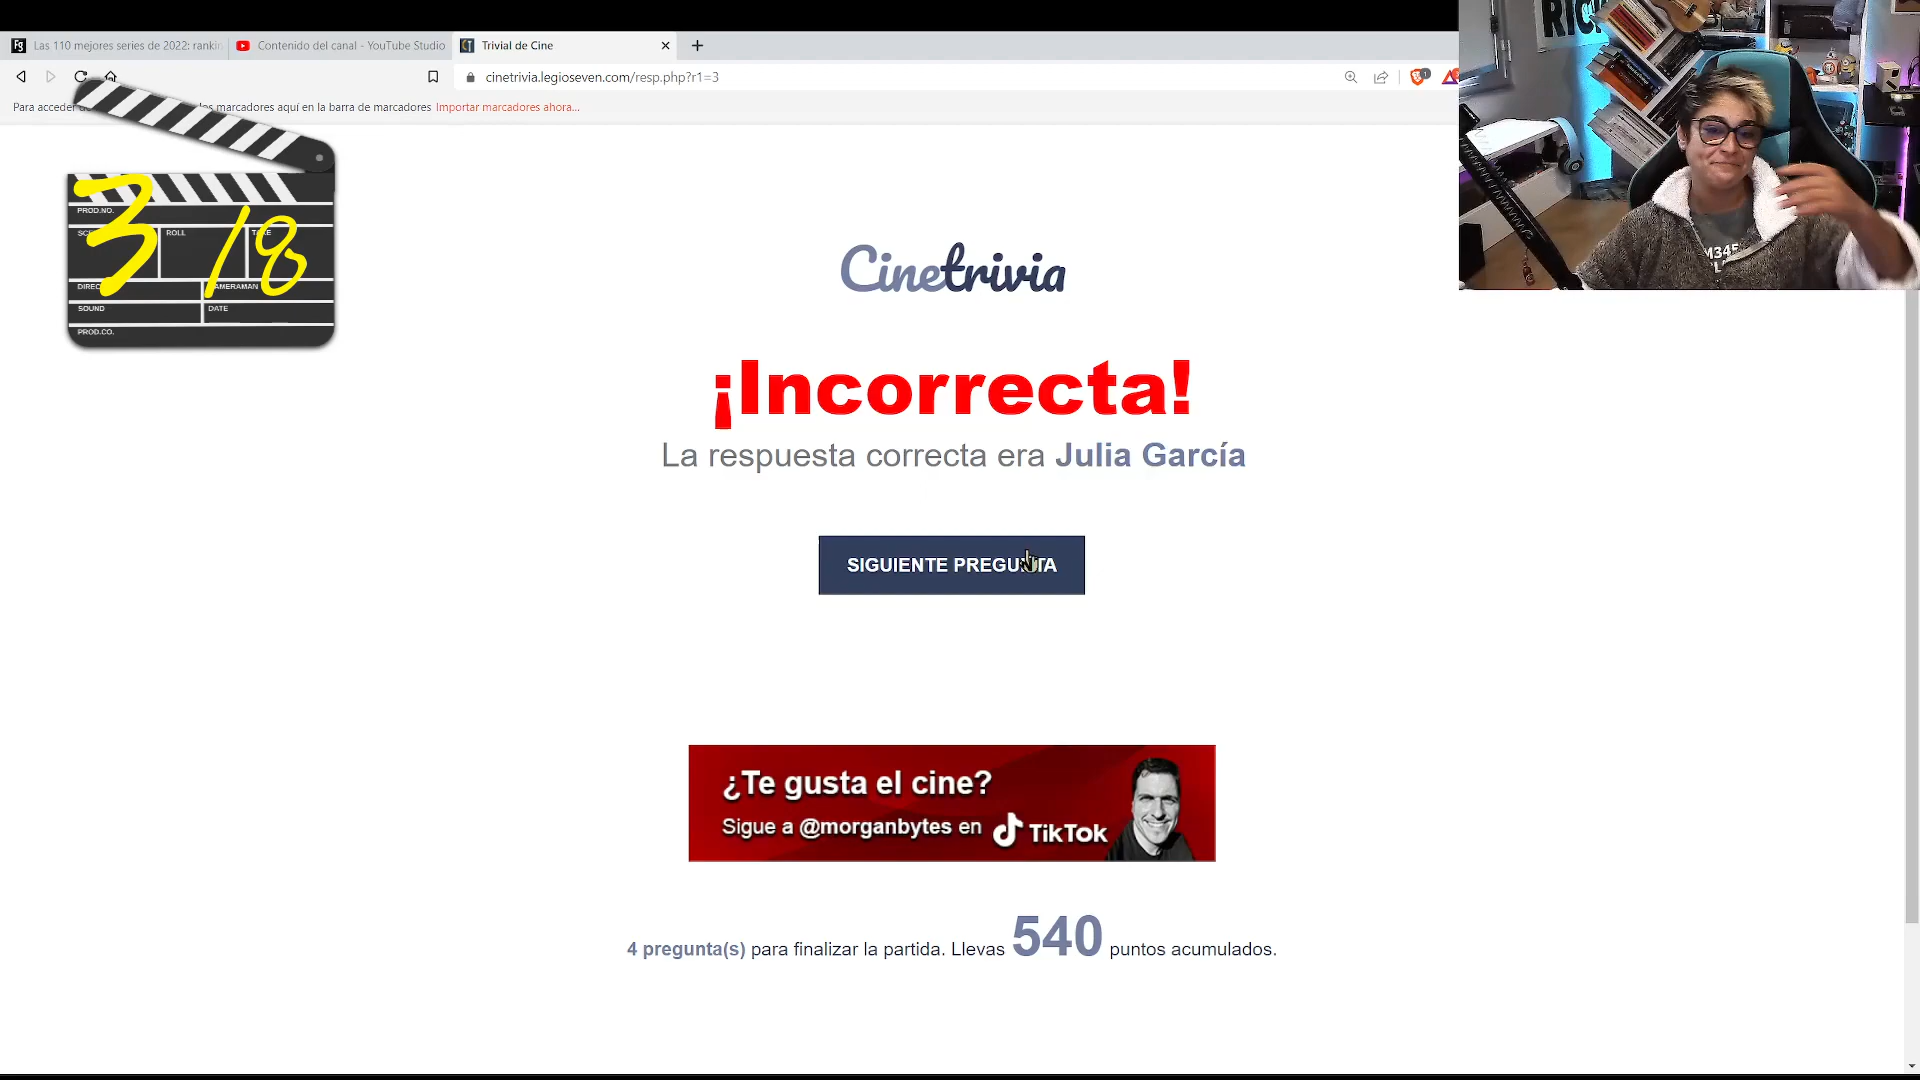 Las 110 mejores series de 2022: rankin
Contenido del canal - YouTube Studio
Trivial de Cine
cinetrivia.legioseven.com/resp.php?r1=3
Para acceder
los marcadores aquí en la barra de marcadores Importar marcadores ahora...
PROD.NO.
ROLL
3/8
SOUND
DATE
PROD.CO.
Cinetrivia
¡Incorrecta!
La respuesta correcta era Julia García
SIGUIENTE PREGUNTA
¿Te gusta el cine?
Sigue a @morganbytes en TikTok
4 pregunta(s) para finalizar la partida. Llevas 540 puntos acumulados.